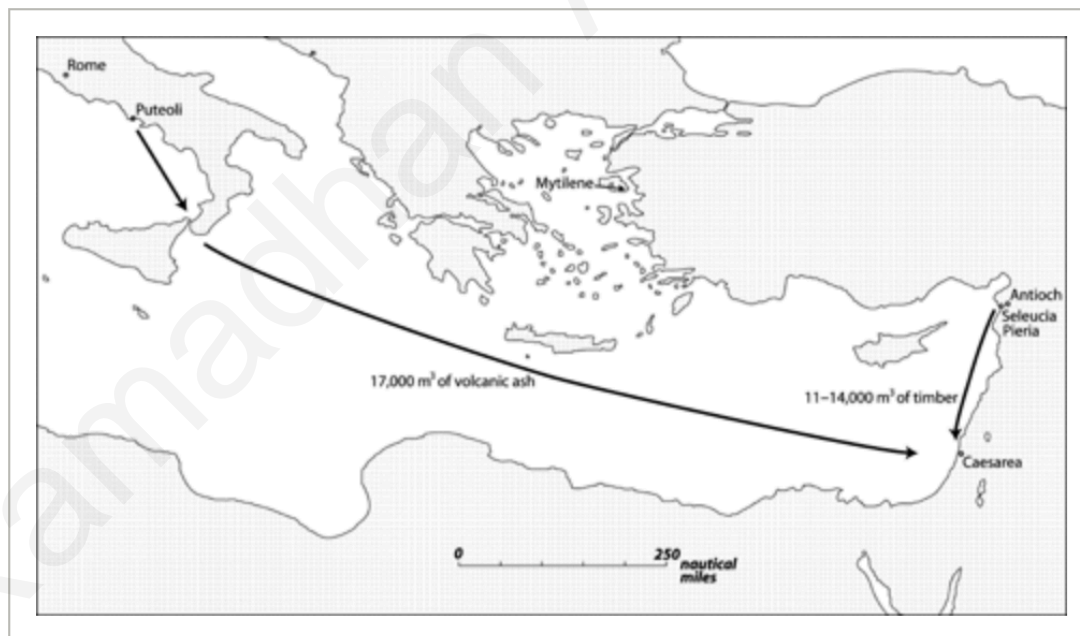 Rome
Puteoli
Mytilene
Antioch
Seleucia
Pieria
17,000 m³ of volcanic ash
11–14,000 m³ of timber
Caesarea
0 250 nautical
miles